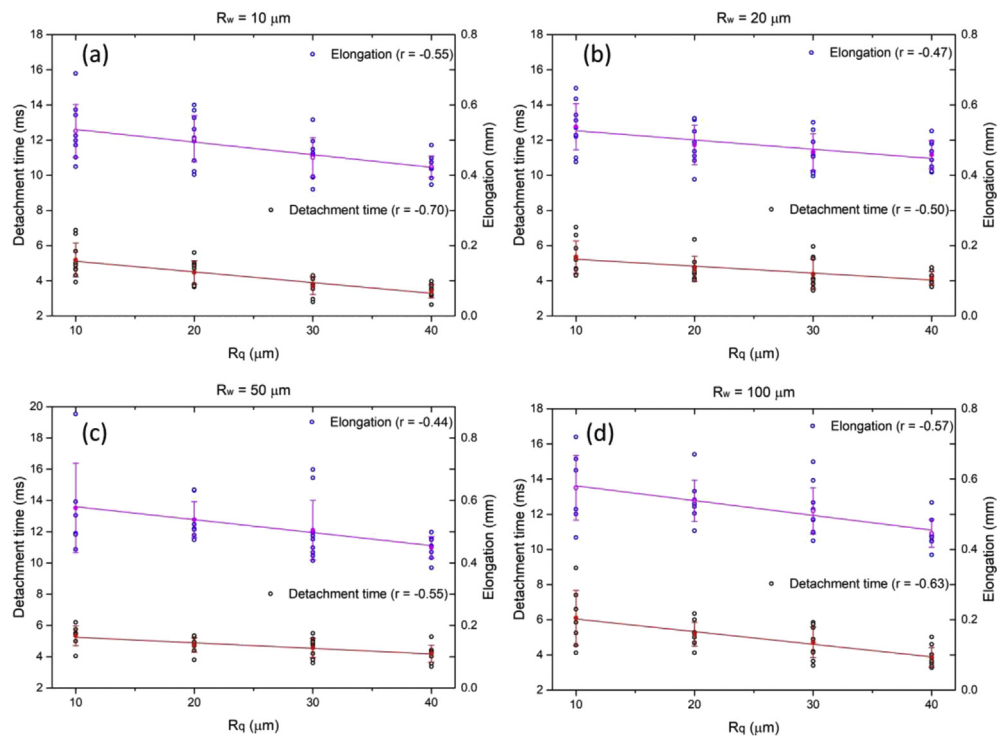 R_w = 10 μm
(a)
Elongation (r = -0.55)
Detachment time (r = -0.70)
Detachment time (ms)
18
16
14
12
10
8
6
4
2
0.8
0.6
0.4
0.2
0.0
Elongation (mm)
10 20 30 40
Rq (μm)
Rw = 20 μm
(b)
Elongation (r = -0.47)
Detachment time (r = -0.50)
Detachment time (ms)
18
16
14
12
10
8
6
4
2
0.8
0.6
0.4
0.2
0.0
Elongation (mm)
10 20 30 40
Rq (μm)
Rw = 50 μm
(c)
Elongation (r = -0.44)
Detachment time (r = -0.55)
Detachment time (ms)
20
18
16
14
12
10
8
6
4
2
0.8
0.6
0.4
0.2
0.0
Elongation (mm)
10 20 30 40
Rq (μm)
Rw = 100 μm
(d)
Elongation (r = -0.57)
Detachment time (r = -0.63)
Detachment time (ms)
18
16
14
12
10
8
6
4
2
0.8
0.6
0.4
0.2
0.0
Elongation (mm)
10 20 30 40
Rq (μm)